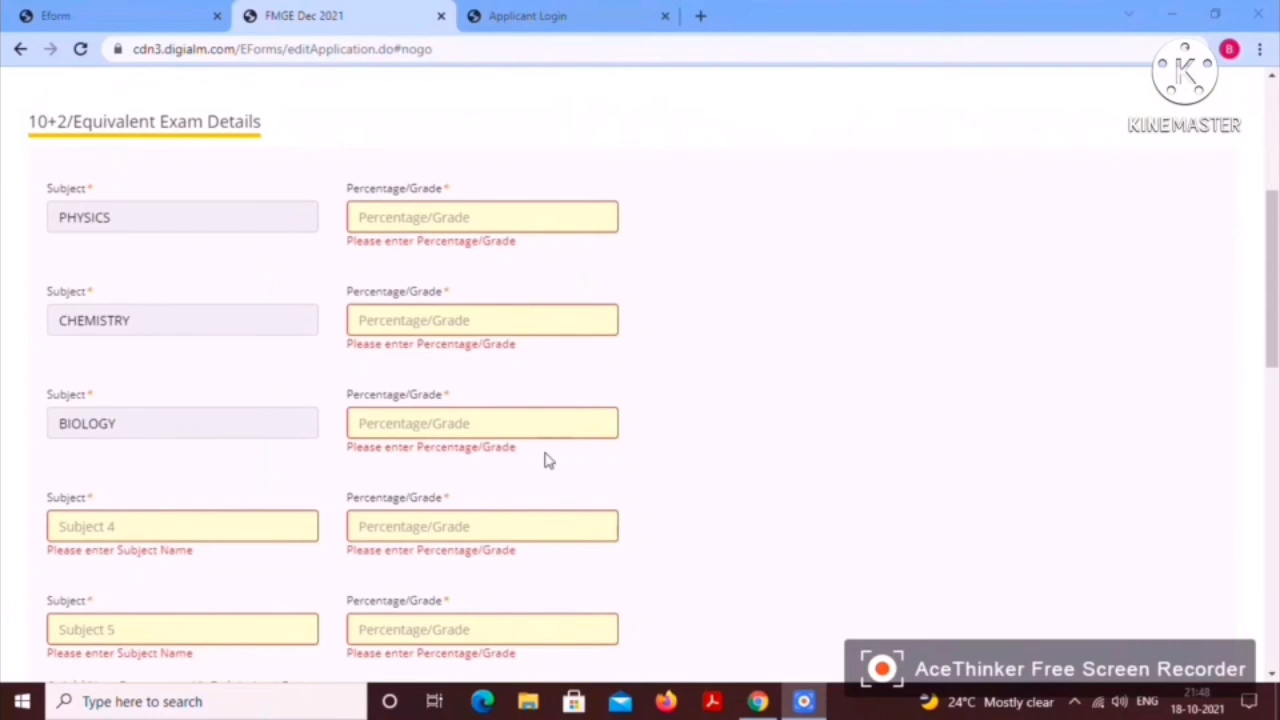 Eform
FMGE Dec 2021
Applicant Login
cdn3.digialm.com/EForms/editApplication.do#nogo
B
K
KINEMASTER
10+2/Equivalent Exam Details
Subject* Percentage/Grade*
PHYSICS Percentage/Grade
Please enter Percentage/Grade
Subject* Percentage/Grade*
CHEMISTRY Percentage/Grade
Please enter Percentage/Grade
Subject* Percentage/Grade*
BIOLOGY Percentage/Grade
Please enter Percentage/Grade
Subject* Percentage/Grade*
Subject 4 Percentage/Grade
Please enter Subject Name Please enter Percentage/Grade
Subject* Percentage/Grade*
Subject 5 Percentage/Grade
Please enter Subject Name Please enter Percentage/Grade
AceThinker Free Screen Recorder
Type here to search
24°C Mostly clear
ENG
21:48
18-10-2021